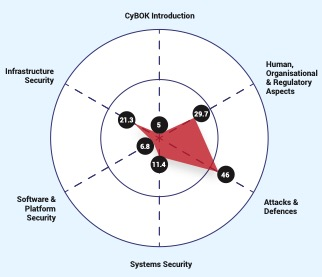 CyBOK Introduction
Infrastructure
Security
Human,
Organisational
& Regulatory
Aspects
21.3
5
29.7
6.8
11.4
46
Software &
Platform
Security
Attacks &
Defences
Systems Security